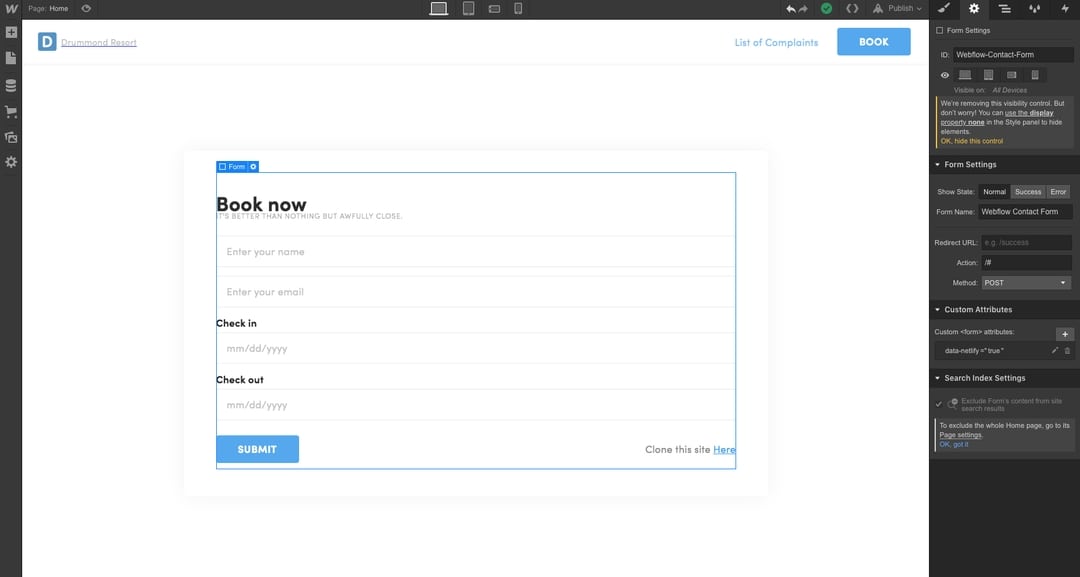 W Page: Home
Publish
D Drummond Resort
List of Complaints
BOOK
Form
Book now
IT'S BETTER THAN NOTHING BUT AWFULLY CLOSE.
Enter your name
Enter your email
Check in
mm/dd/yyyy
Check out
mm/dd/yyyy
SUBMIT
Clone this site Here
Form Settings
ID: Webflow-Contact-Form
Visible on: All Devices
We're removing this visibility control. But
don't worry! You can use the display
property none in the Style panel to hide
elements.
OK, hide this control
Form Settings
Show State: Normal Success Error
Form Name: Webflow Contact Form
Redirect URL: e.g. /success
Action: /#
Method: POST
Custom Attributes
Custom <form> attributes:
+
data-netlify="true"
Search Index Settings
Exclude Form's content from site
search results
To exclude the whole Home page, go to its
Page settings.
OK, got it